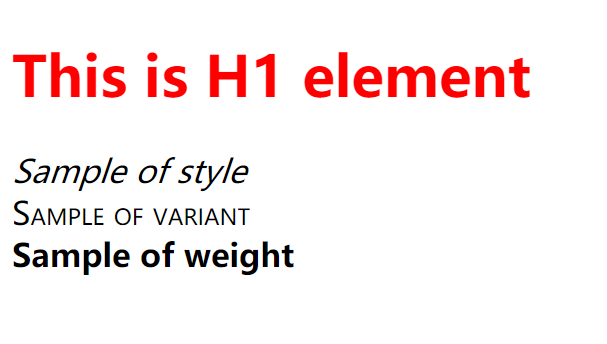 This is H1 element
Sample of style
Sample of variant
Sample of weight